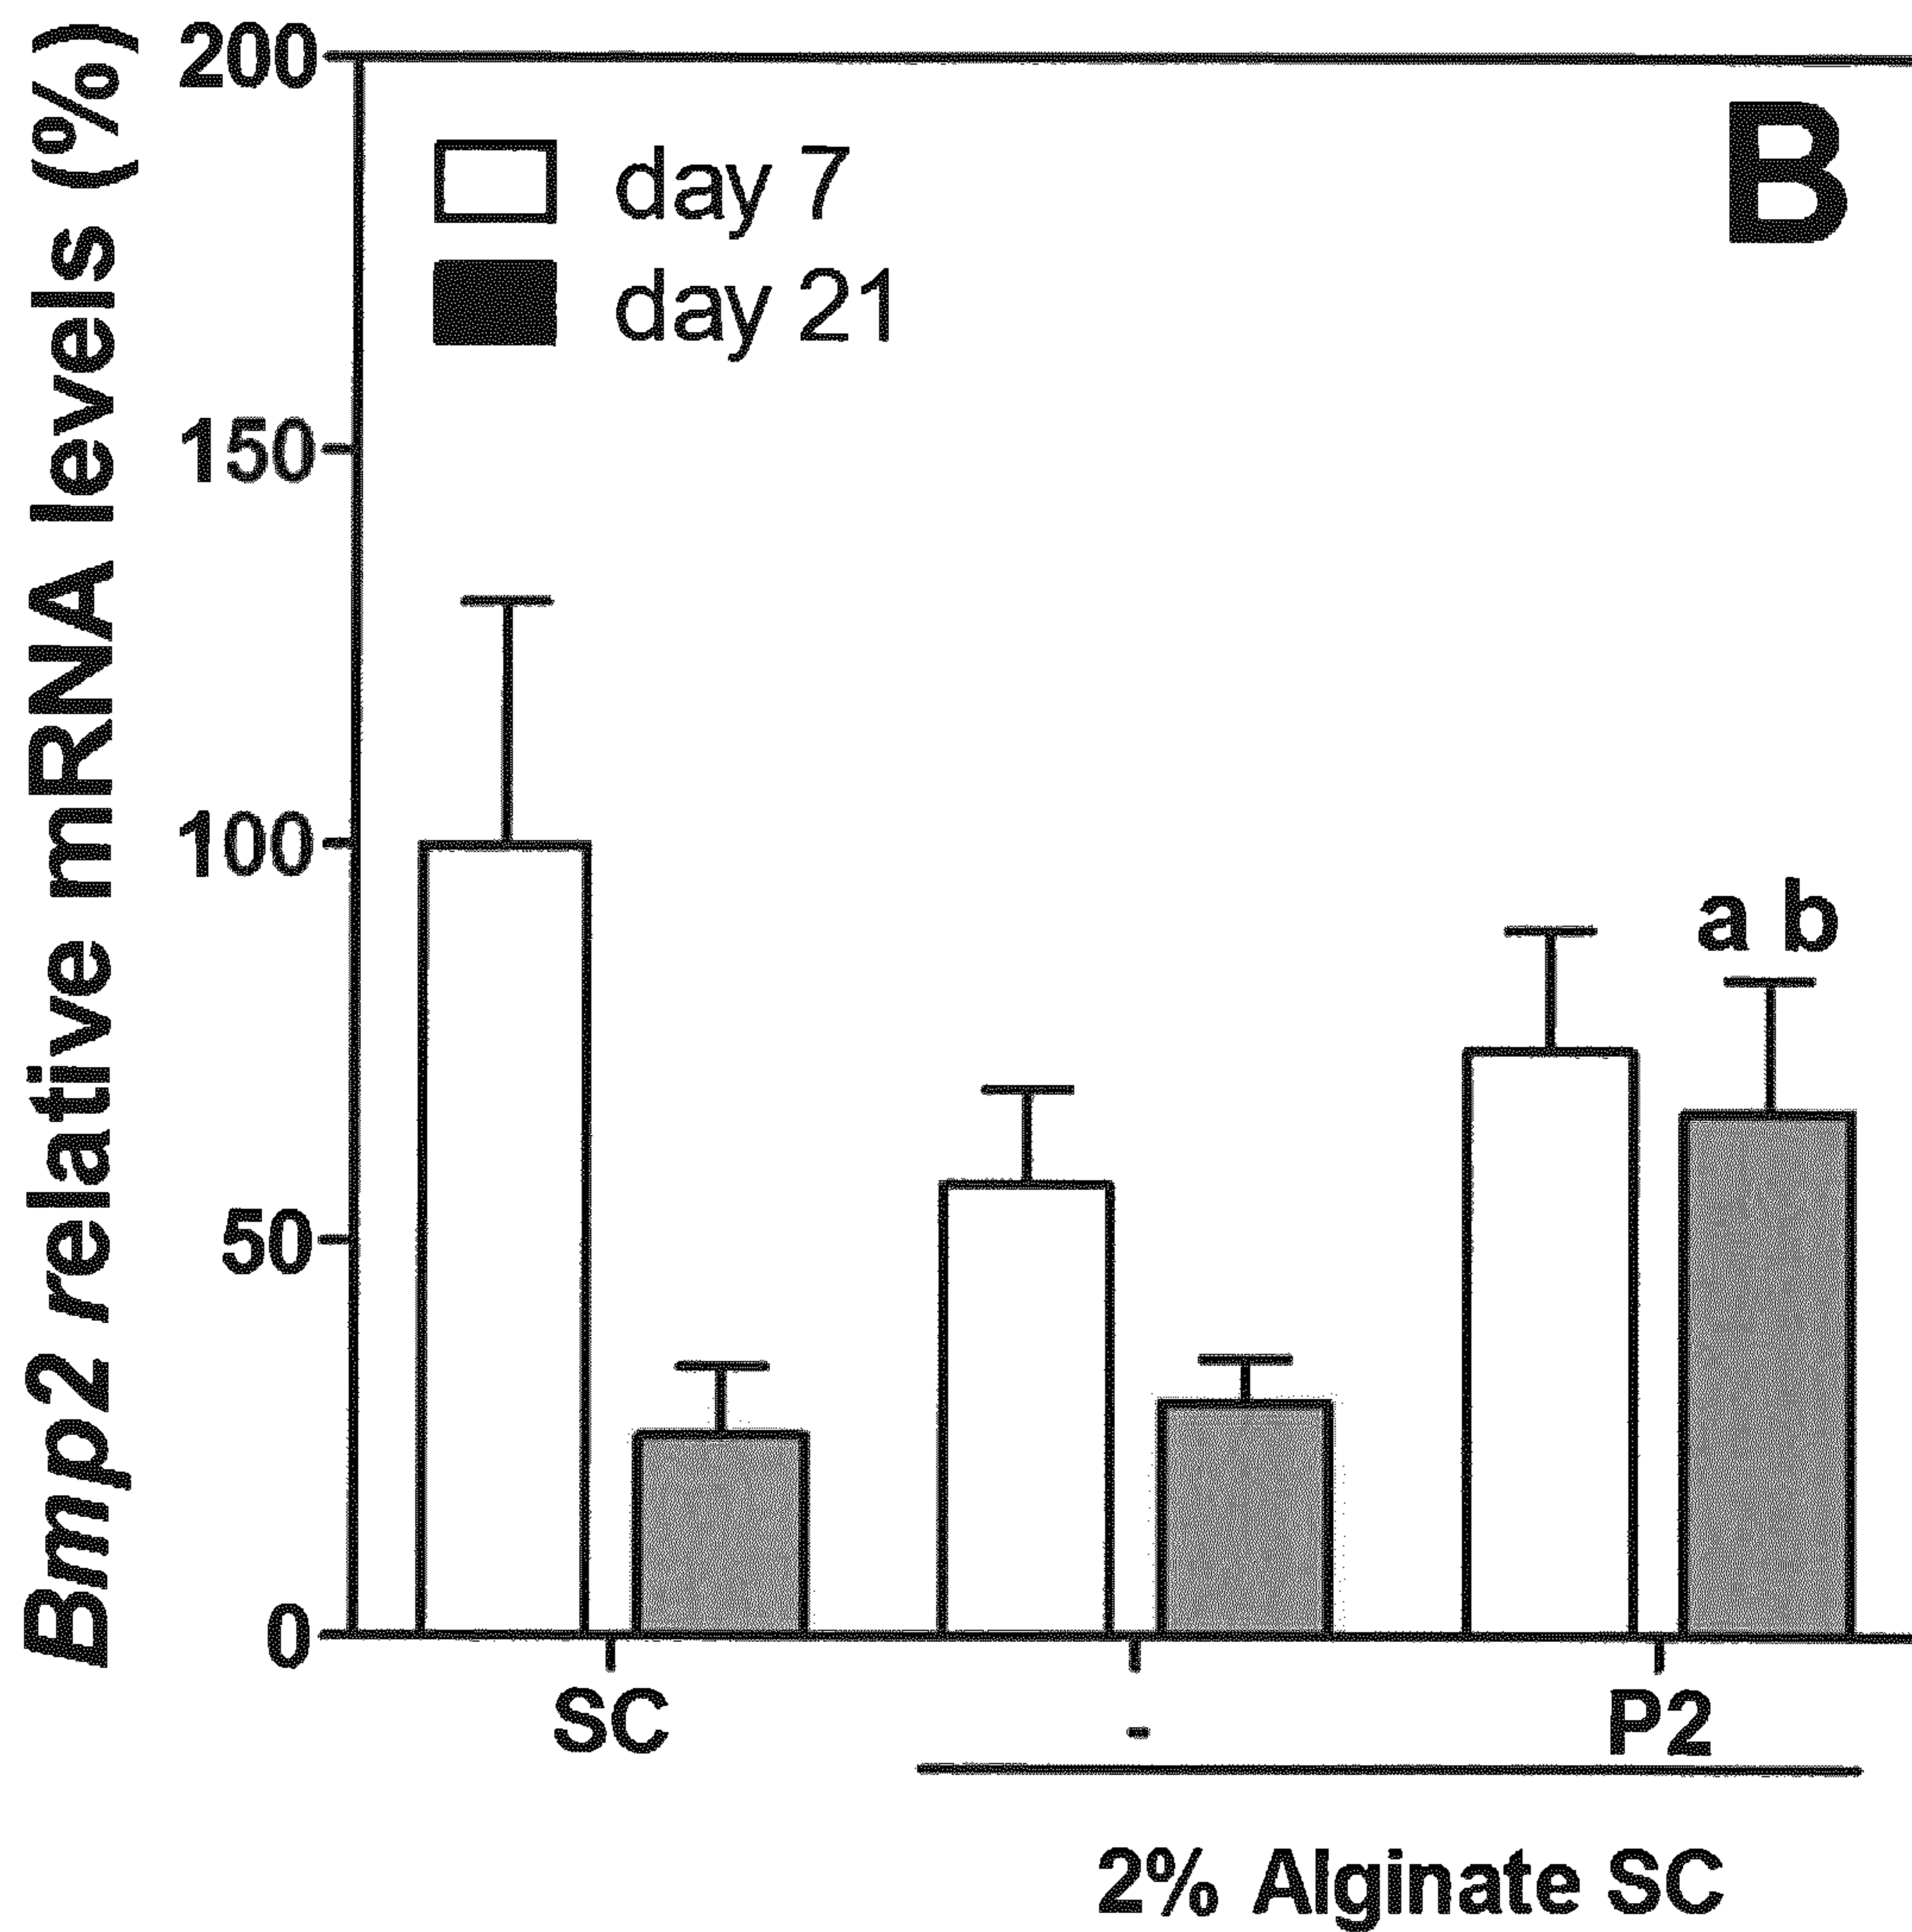 Bmp2 relative mRNA levels (%)
200
150
100
50
0
day 7
day 21
B
a b
SC
-
P2
2% Alginate SC